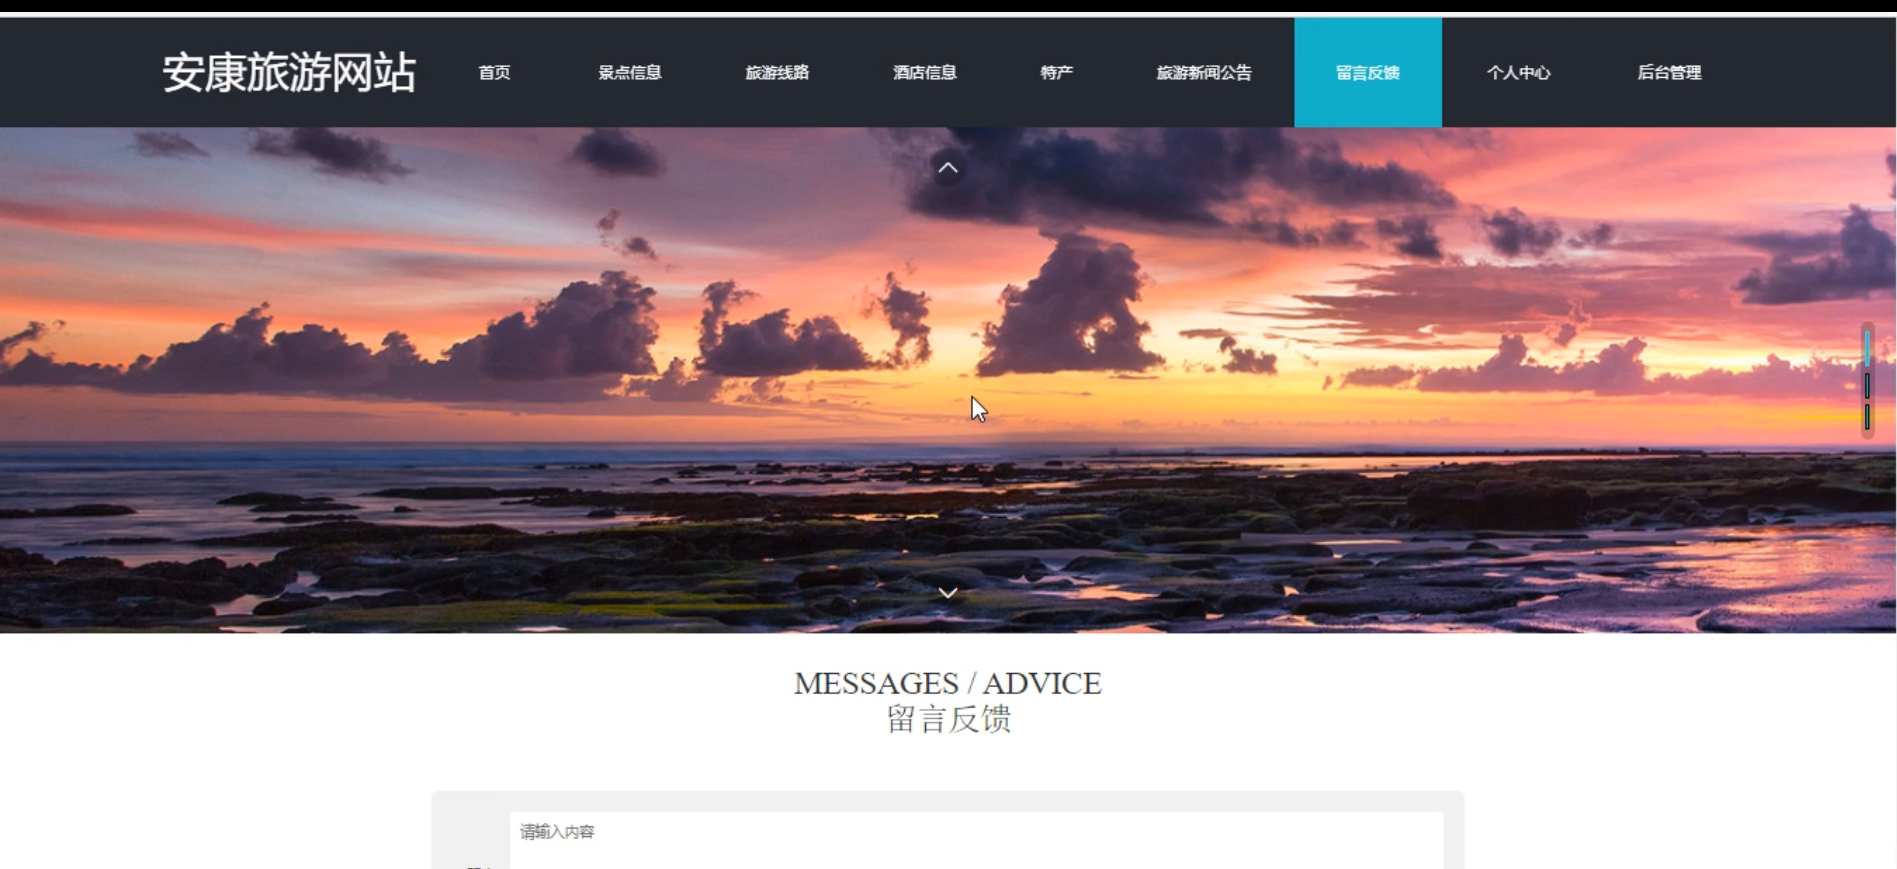 安康旅游网站
首页 景点信息 旅游线路 酒店信息 特产 旅游新闻公告 留言反馈 个人中心 后台管理
MESSAGES / ADVICE
留言反馈
请输入内容